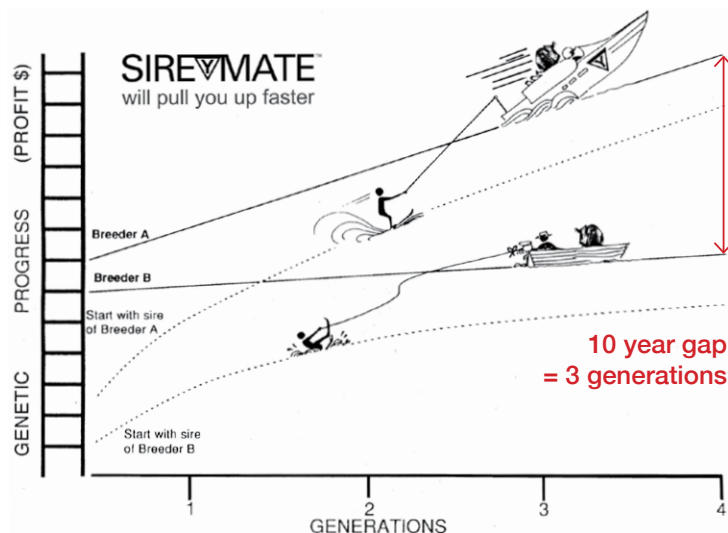 SIREMATE™
will pull you up faster
GENETIC PROGRESS (PROFIT $)
Breeder A
Breeder B
Start with sire
of Breeder A
10 year gap
= 3 generations
Start with sire
of Breeder B
1 2 3 4
GENERATIONS